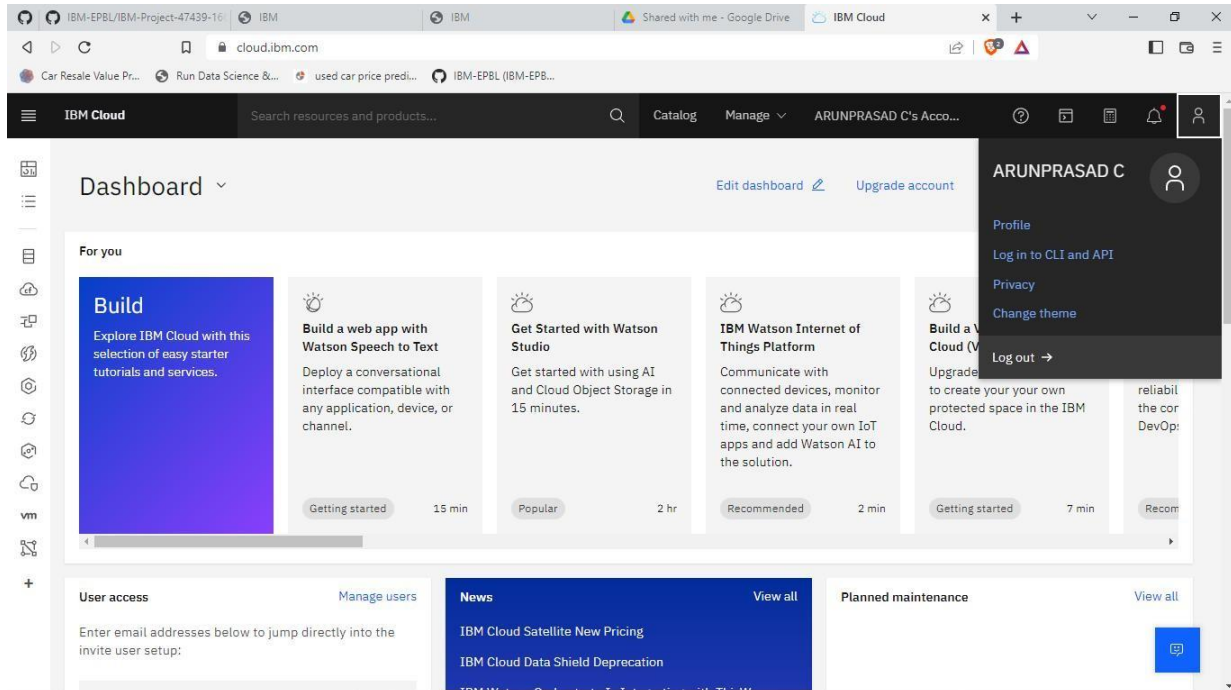 IBM-EPBL/IBM-Project-47439-16
IBM
IBM
Shared with me - Google Drive
IBM Cloud
cloud.ibm.com
Car Resale Value Pr...
Run Data Science &...
used car price predi...
IBM-EPBL (IBM-EPB...
IBM Cloud
Search resources and products...
Catalog
Manage
ARUNPRASAD C's Acco...
Dashboard
Edit dashboard
Upgrade account
ARUNPRASAD C
Profile
Log in to CLI and API
Privacy
Change theme
Log out →
For you
Build
Explore IBM Cloud with this
selection of easy starter
tutorials and services.
Build a web app with
Watson Speech to Text
Deploy a conversational
interface compatible with
any application, device, or
channel.
Getting started
15 min
Get Started with Watson
Studio
Get started with using AI
and Cloud Object Storage in
15 minutes.
Popular
2 hr
IBM Watson Internet of
Things Platform
Communicate with
connected devices, monitor
and analyze data in real
time, connect your own IoT
apps and add Watson AI to
the solution.
Recommended
2 min
Build a V
Cloud (V
Upgrade
to create your your own
protected space in the IBM
Cloud.
Getting started
7 min
reliabil
the cor
DevOps
Recom
vm
User access
Manage users
Enter email addresses below to jump directly into the
invite user setup:
News
View all
IBM Cloud Satellite New Pricing
IBM Cloud Data Shield Deprecation
Planned maintenance
View all